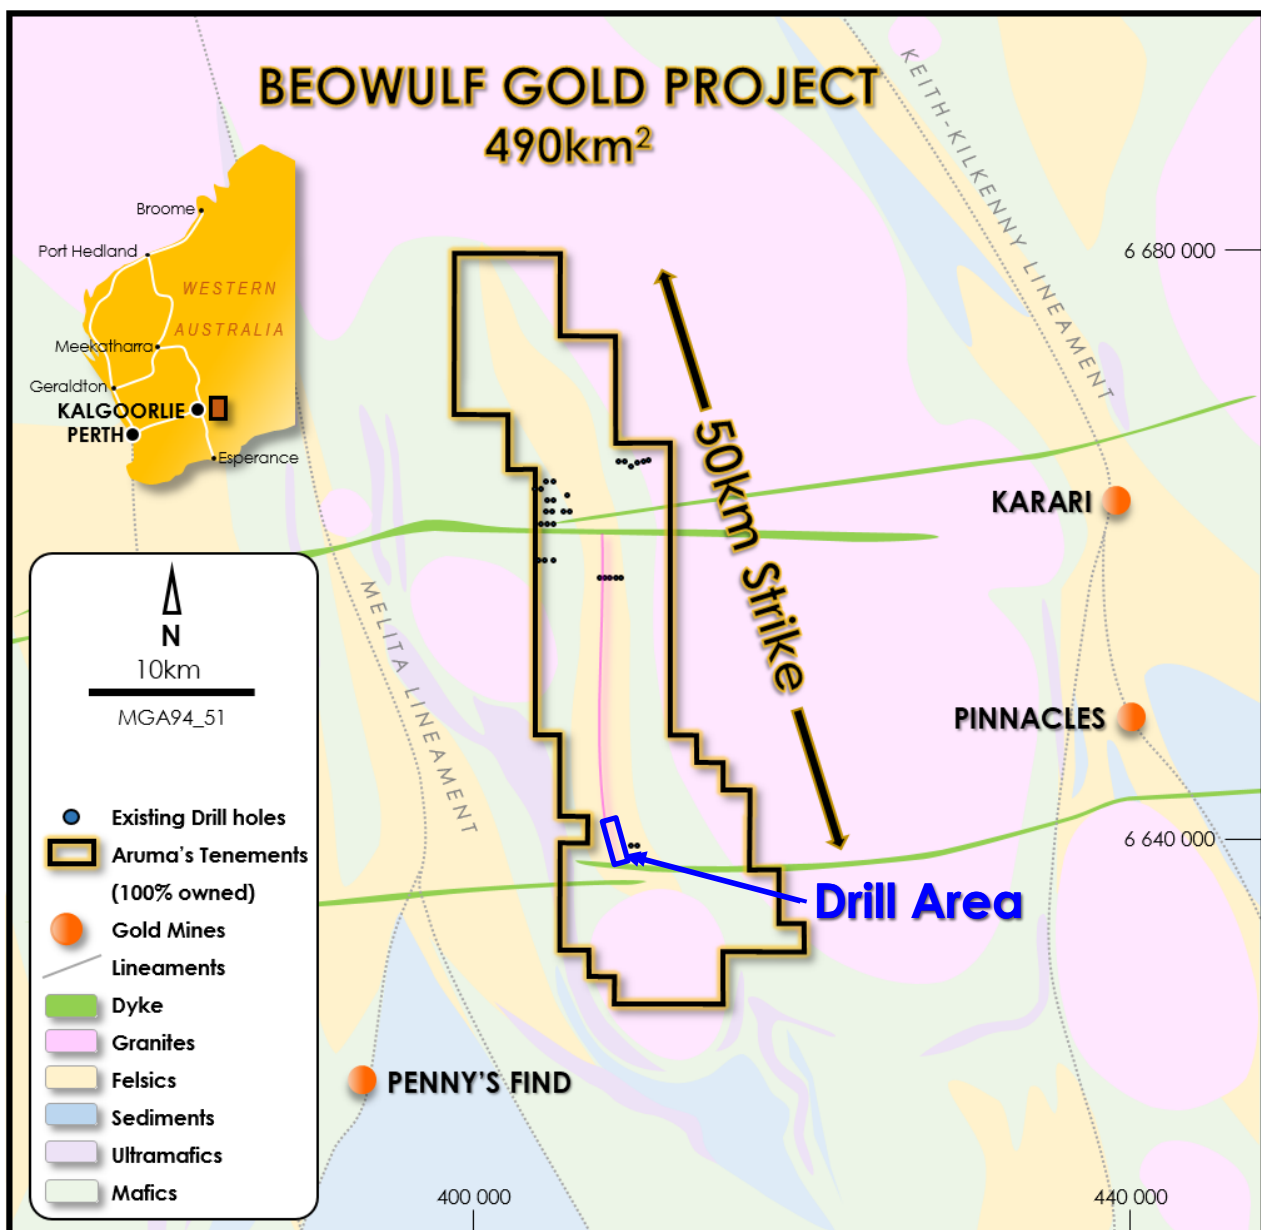 BEOWULF GOLD PROJECT
490km²
KEITH-KILKENNY LINEAMENT
Broome
Port Hedland
WESTERN
AUSTRALIA
Meekatharra
Geraldton
KALGOORLIE
PERTH
Esperance
6 680 000
50km Strike
KARARI
MELITA LINEAMENT
PINNACLES
6 640 000
Drill Area
PENNY'S FIND
400 000
440 000
N
10km
MGA94_51
Existing Drill holes
Aruma's Tenements
(100% owned)
Gold Mines
Lineaments
Dyke
Granites
Felsics
Sediments
Ultramafics
Mafics